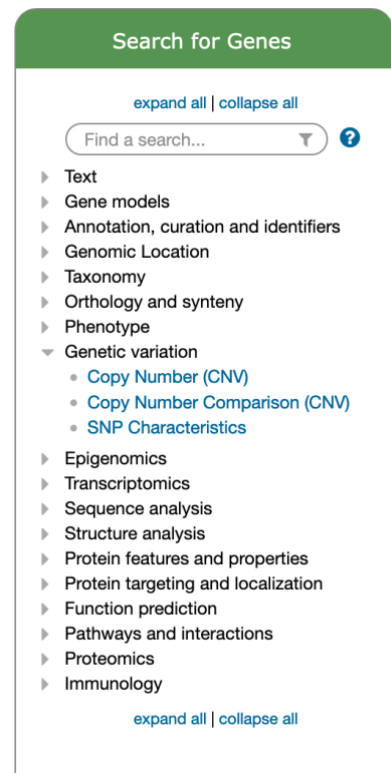 Search for Genes
expand all | collapse all
Find a search...
Text
Gene models
Annotation, curation and identifiers
Genomic Location
Taxonomy
Orthology and synteny
Phenotype
Genetic variation
Copy Number (CNV)
Copy Number Comparison (CNV)
SNP Characteristics
Epigenomics
Transcriptomics
Sequence analysis
Structure analysis
Protein features and properties
Protein targeting and localization
Function prediction
Pathways and interactions
Proteomics
Immunology
expand all | collapse all